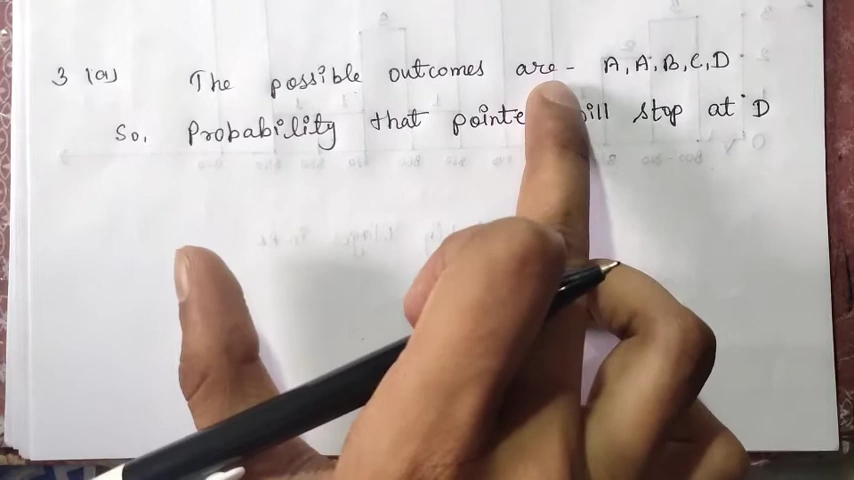 3 (a) The possible outcomes are- A, A, B, C, D.
So, Probability that pointe ill stop at D